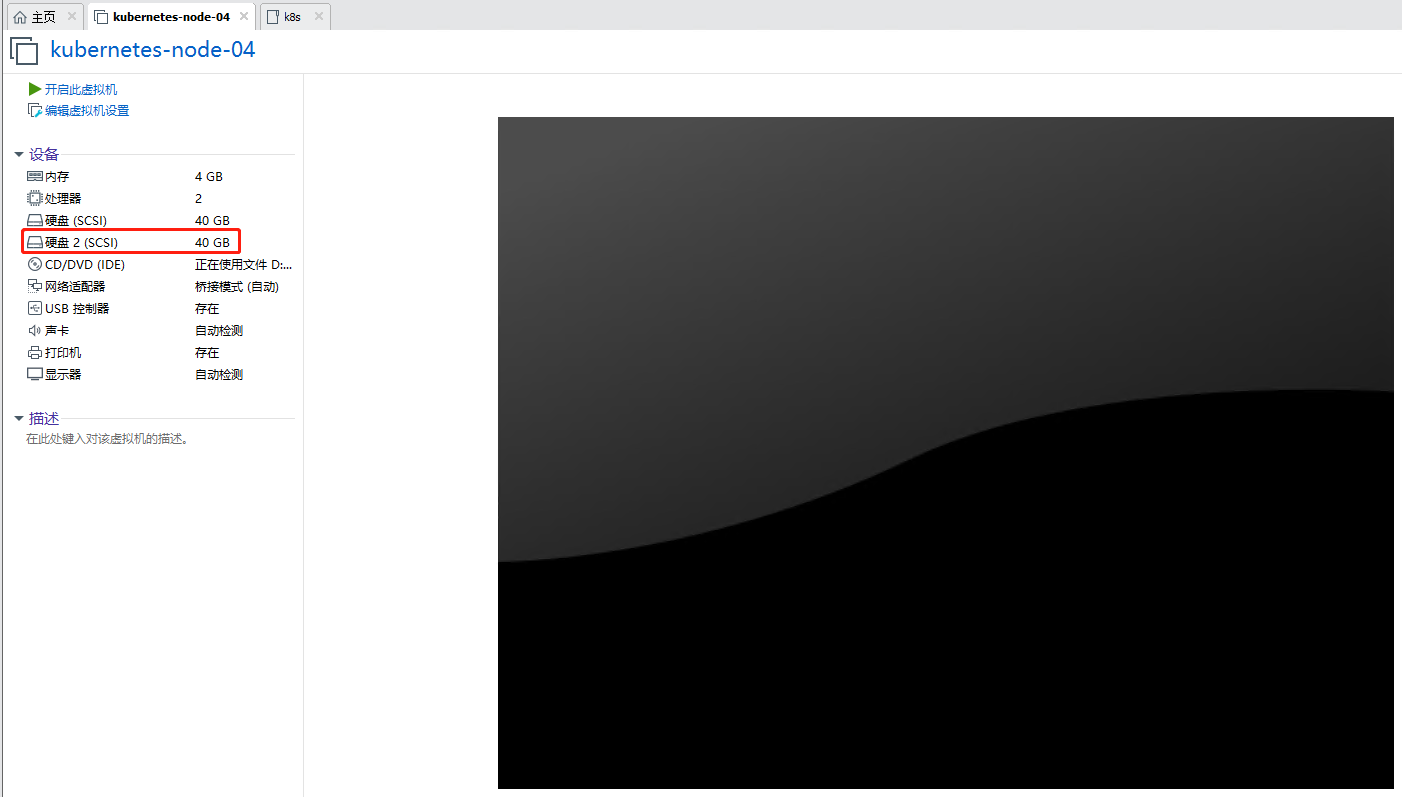 主页 kubernetes-node-04 k8s
kubernetes-node-04
开启此虚拟机
编辑虚拟机设置
设备
内存 4 GB
处理器 2
硬盘 (SCSI) 40 GB
硬盘 2 (SCSI) 40 GB
CD/DVD (IDE) 正在使用文件 D:...
网络适配器 桥接模式 (自动)
USB 控制器 存在
声卡 自动检测
打印机 存在
显示器 自动检测
描述
在此处键入对该虚拟机的描述。